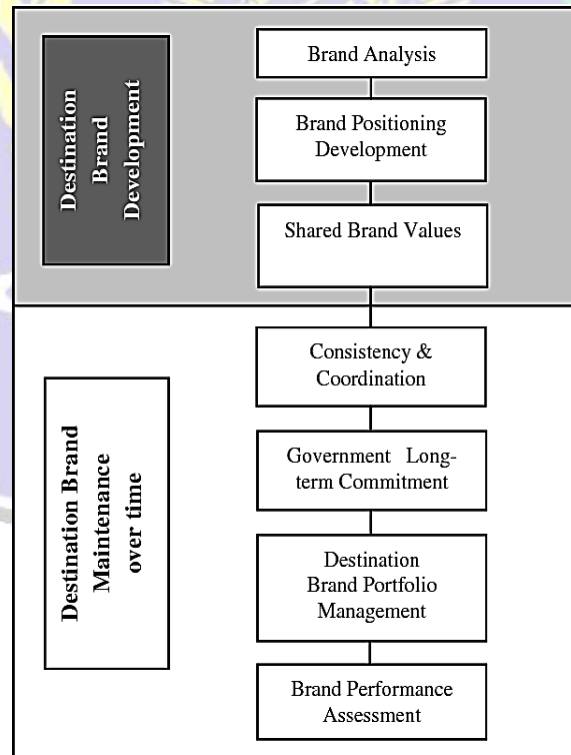 Destination
Brand
Development
Brand Analysis
Brand Positioning
Development
Shared Brand Values
Destination Brand
Maintenance
over time
Consistency &
Coordination
Government Long-
term Commitment
Destination
Brand Portfolio
Management
Brand Performance
Assessment